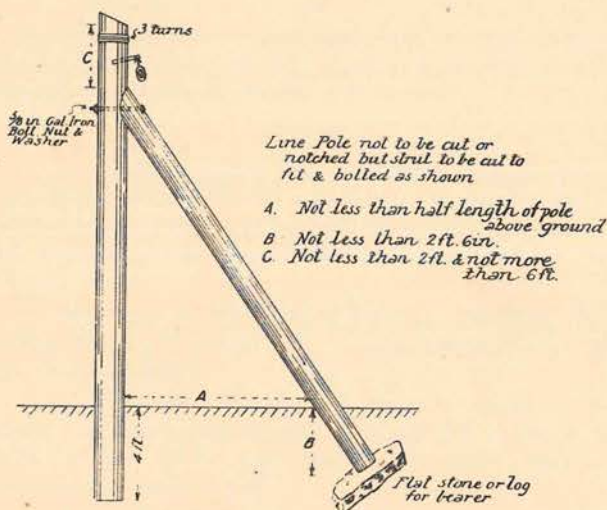 3 turns
C
5/8 in Gal. Iron
Bolt, Nut &
Washer
Line Pole not to be cut or
notched but strut to be cut to
fit & bolted as shown
A. Not less than half length of pole
above ground
B Not less than 2ft. 6in.
C. Not less than 2ft. & not more
than 6ft.
A
4 ft.
B
Flat stone or log
for bearer